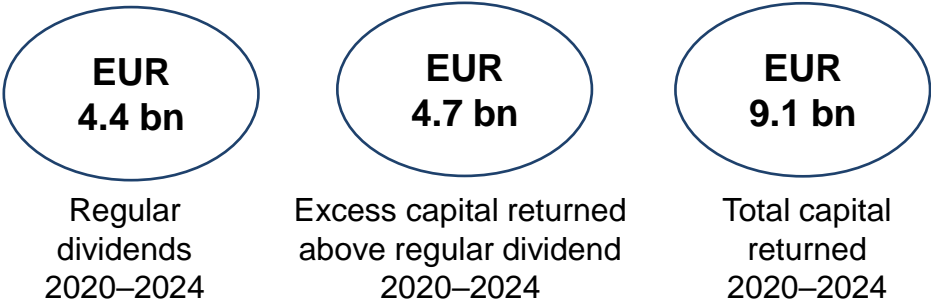 EUR
4.4 bn
Regular
dividends
2020–2024
EUR
4.7 bn
Excess capital returned
above regular dividend
2020–2024
EUR
9.1 bn
Total capital
returned
2020–2024